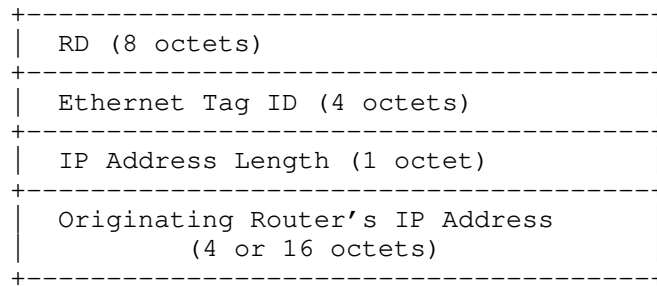 RD (8 octets)
Ethernet Tag ID (4 octets)
IP Address Length (1 octet)
Originating Router's IP Address
(4 or 16 octets)